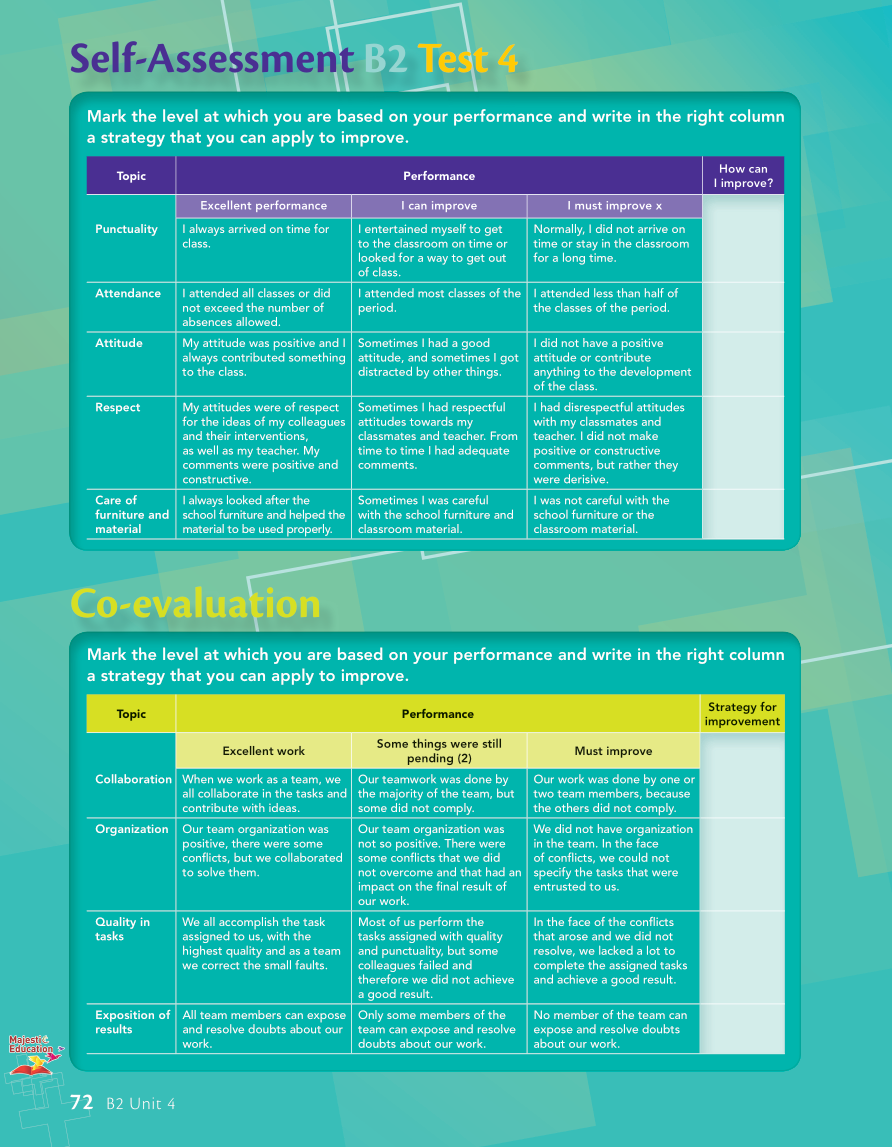 Self-Assessment B2 Test 4
Mark the level at which you are based on your performance and write in the right column
a strategy that you can apply to improve.
Topic
Performance
How can
I improve?
Excellent performance
I can improve
I must improve x
Punctuality
I always arrived on time for
class.
I entertained myself to get
to the classroom on time or
looked for a way to get out
of class.
Normally, I did not arrive on
time or stay in the classroom
for a long time.
Attendance
I attended all classes or did
not exceed the number of
absences allowed.
I attended most classes of the
period.
I attended less than half of
the classes of the period.
Attitude
My attitude was positive and I
always contributed something
to the class.
Sometimes I had a good
attitude, and sometimes I got
distracted by other things.
I did not have a positive
attitude or contribute
anything to the development
of the class.
Respect
My attitudes were of respect
for the ideas of my colleagues
and their interventions,
as well as my teacher. My
comments were positive and
constructive.
Sometimes I had respectful
attitudes towards my
classmates and teacher. From
time to time I had adequate
comments.
I had disrespectful attitudes
with my classmates and
teacher. I did not make
positive or constructive
comments, but rather they
were derisive.
Care of
furniture and
material
I always looked after the
school furniture and helped the
material to be used properly.
Sometimes I was careful
with the school furniture and
classroom material.
I was not careful with the
school furniture or the
classroom material.
Co-evaluation
Mark the level at which you are based on your performance and write in the right column
a strategy that you can apply to improve.
Topic
Performance
Strategy for
improvement
Excellent work
Some things were still
pending (2)
Must improve
Collaboration
When we work as a team, we
all collaborate in the tasks and
contribute with ideas.
Our teamwork was done by
the majority of the team, but
some did not comply.
Our work was done by one or
two team members, because
the others did not comply.
Organization
Our team organization was
positive, there were some
conflicts, but we collaborated
to solve them.
Our team organization was
not so positive. There were
some conflicts that we did
not overcome and that had an
impact on the final result of
our work.
We did not have organization
in the team. In the face
of conflicts, we could not
specify the tasks that were
entrusted to us.
Quality in
tasks
We all accomplish the task
assigned to us, with the
highest quality and as a team
we correct the small faults.
Most of us perform the
tasks assigned with quality
and punctuality, but some
colleagues failed and
therefore we did not achieve
a good result.
In the face of the conflicts
that arose and we did not
resolve, we lacked a lot to
complete the assigned tasks
and achieve a good result.
Exposition of
results
All team members can expose
and resolve doubts about our
work.
Only some members of the
team can expose and resolve
doubts about our work.
No member of the team can
expose and resolve doubts
about our work.
Majestic
Education
72 B2 Unit 4